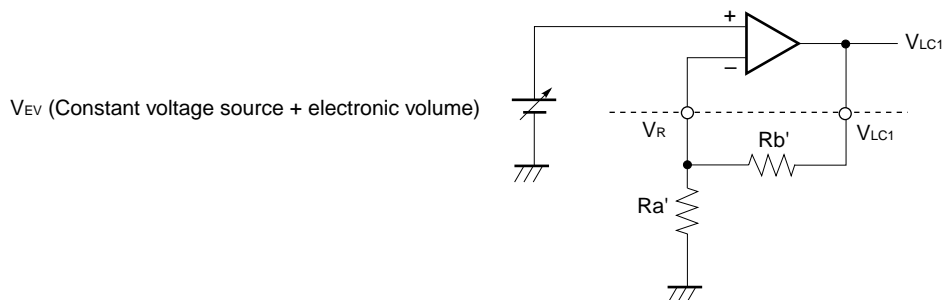 +
VLC1
−
VEV (Constant voltage source + electronic volume)
VR
VLC1
Rb'
Ra'